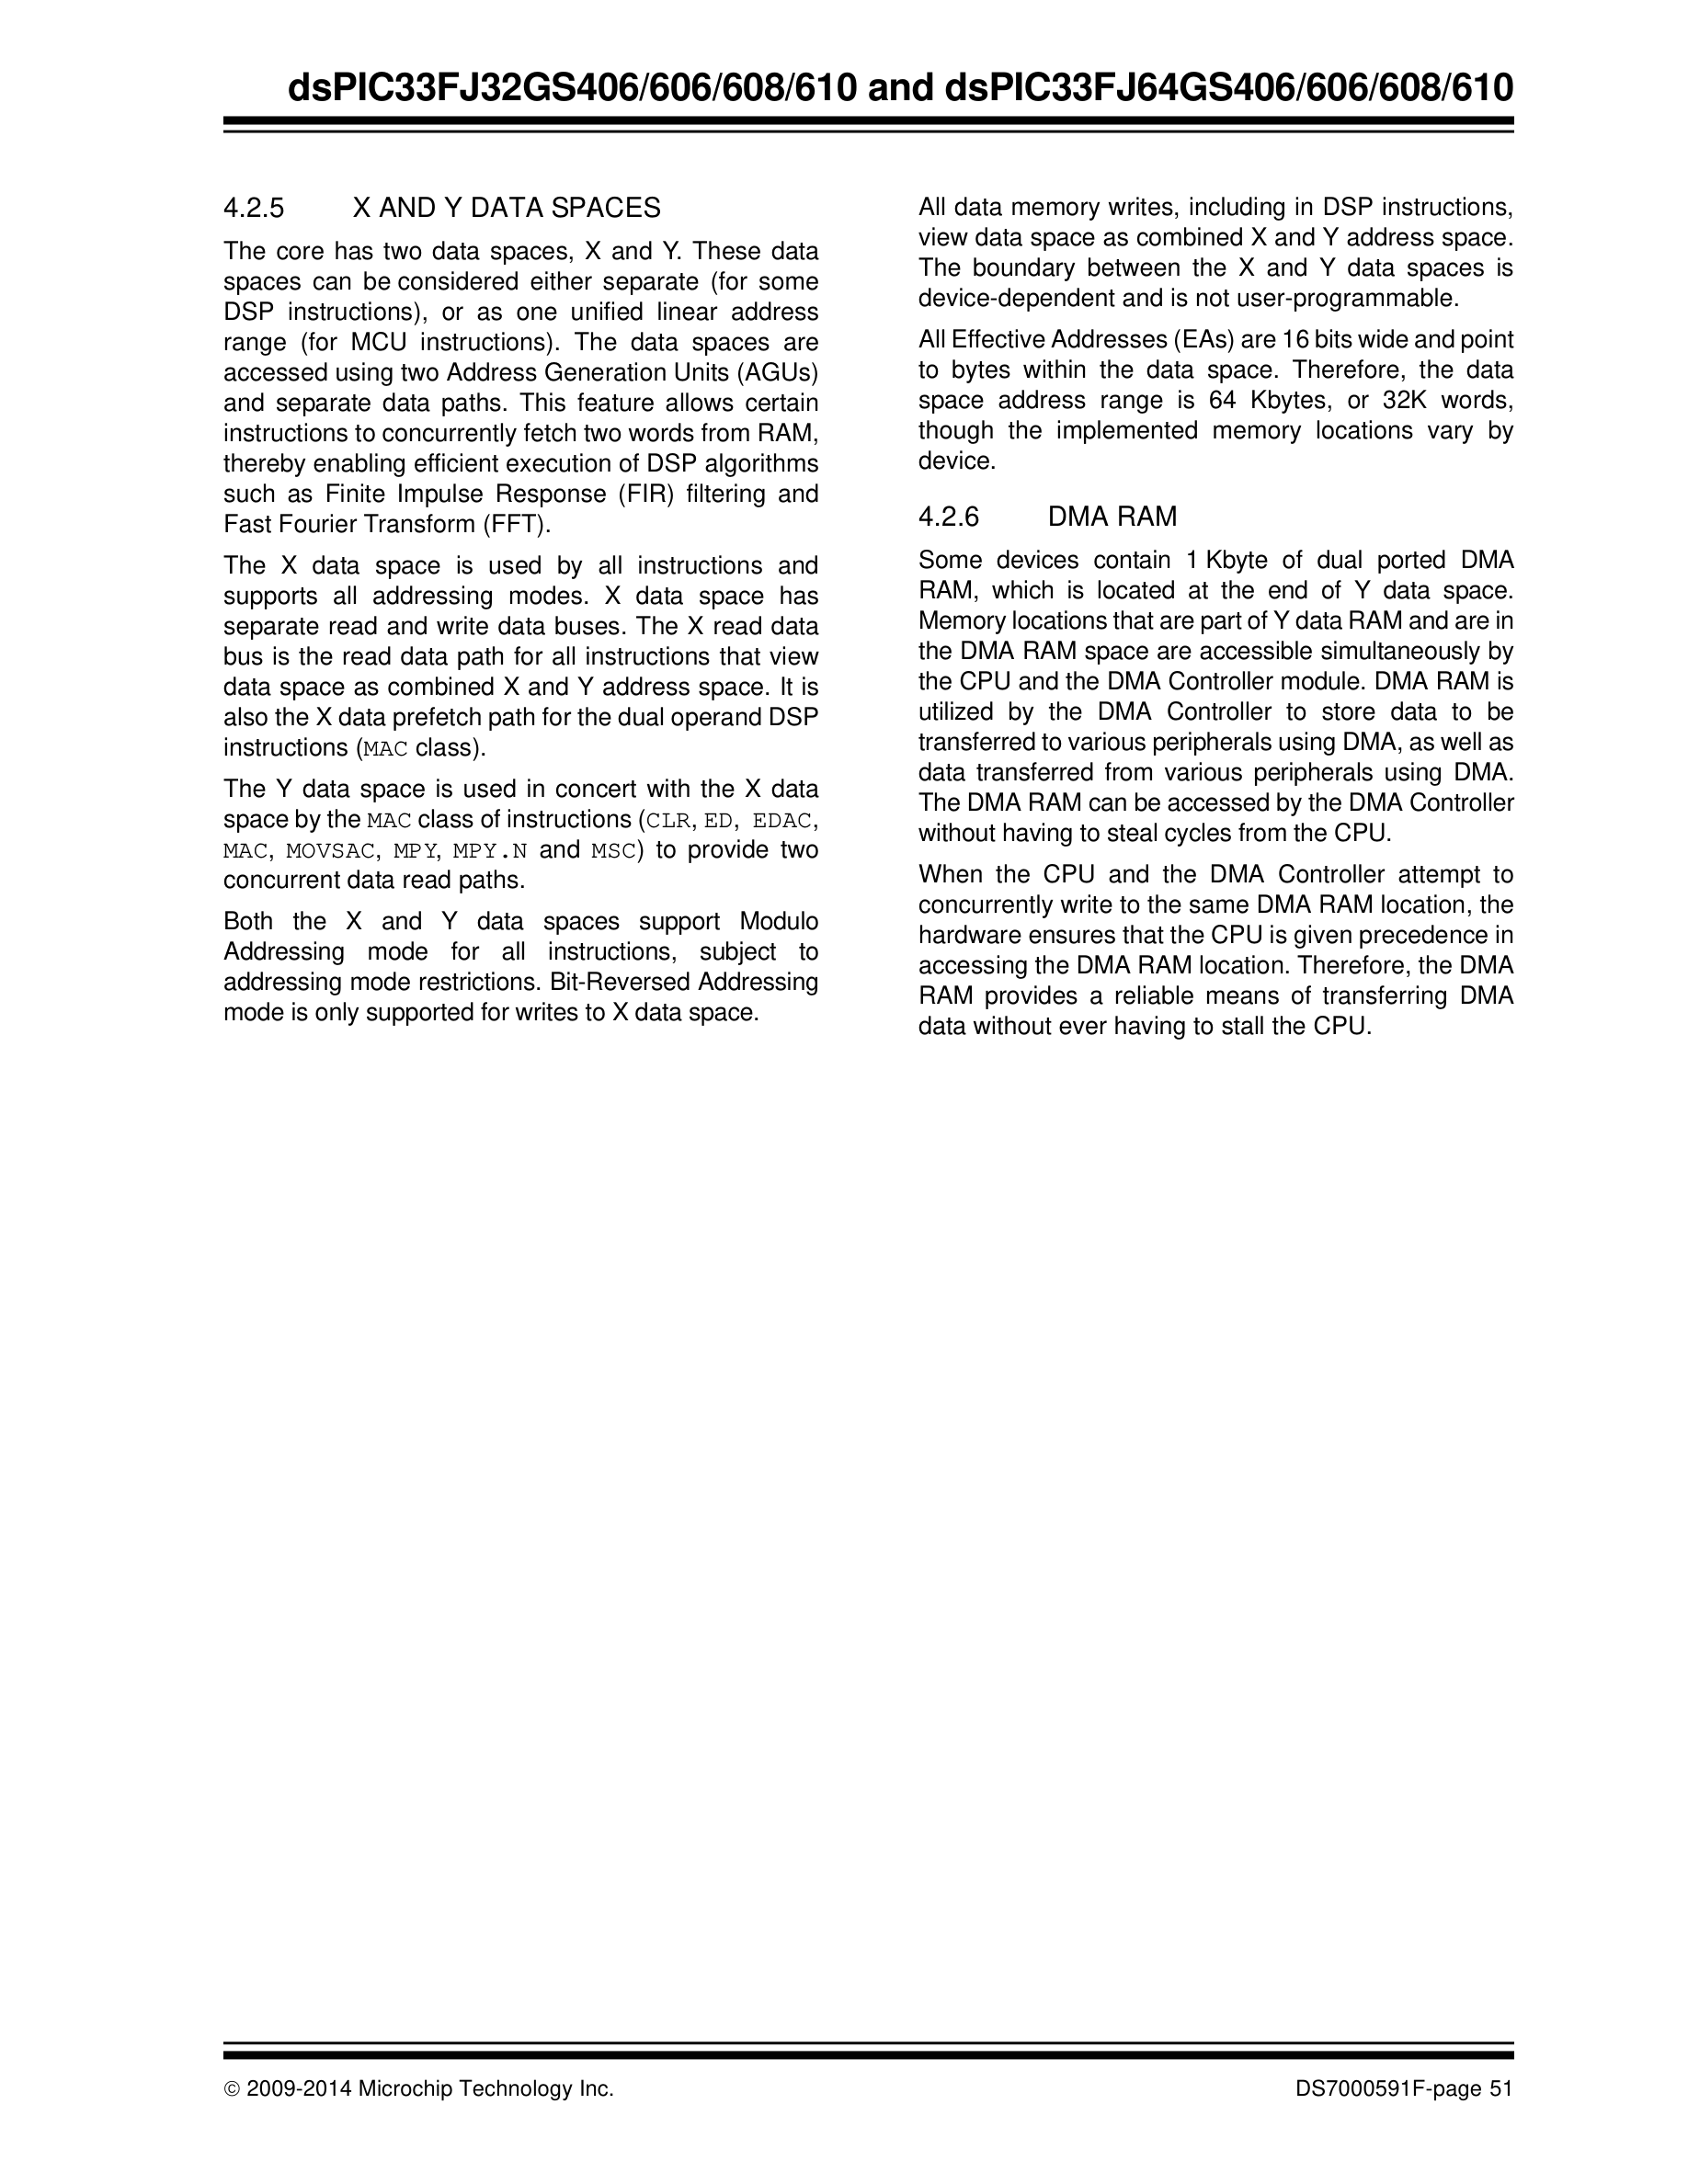 dsPIC33FJ32GS406/606/608/610 and dsPIC33FJ64GS406/606/608/610
4.2.5 X AND Y DATA SPACES
The core has two data spaces, X and Y. These data
spaces can be considered either separate (for some
DSP instructions), or as one unified linear address
range (for MCU instructions). The data spaces are
accessed using two Address Generation Units (AGUs)
and separate data paths. This feature allows certain
instructions to concurrently fetch two words from RAM,
thereby enabling efficient execution of DSP algorithms
such as Finite Impulse Response (FIR) filtering and
Fast Fourier Transform (FFT).
The X data space is used by all instructions and
supports all addressing modes. X data space has
separate read and write data buses. The X read data
bus is the read data path for all instructions that view
data space as combined X and Y address space. It is
also the X data prefetch path for the dual operand DSP
instructions (MAC class).
The Y data space is used in concert with the X data
space by the MAC class of instructions (CLR, ED, EDAC,
MAC, MOVSAC, MPY, MPY.N and MSC) to provide two
concurrent data read paths.
Both the X and Y data spaces support Modulo
Addressing mode for all instructions, subject to
addressing mode restrictions. Bit-Reversed Addressing
mode is only supported for writes to X data space.
All data memory writes, including in DSP instructions,
view data space as combined X and Y address space.
The boundary between the X and Y data spaces is
device-dependent and is not user-programmable.
All Effective Addresses (EAs) are 16 bits wide and point
to bytes within the data space. Therefore, the data
space address range is 64 Kbytes, or 32K words,
though the implemented memory locations vary by
device.
4.2.6 DMA RAM
Some devices contain 1 Kbyte of dual ported DMA
RAM, which is located at the end of Y data space.
Memory locations that are part of Y data RAM and are in
the DMA RAM space are accessible simultaneously by
the CPU and the DMA Controller module. DMA RAM is
utilized by the DMA Controller to store data to be
transferred to various peripherals using DMA, as well as
data transferred from various peripherals using DMA.
The DMA RAM can be accessed by the DMA Controller
without having to steal cycles from the CPU.
When the CPU and the DMA Controller attempt to
concurrently write to the same DMA RAM location, the
hardware ensures that the CPU is given precedence in
accessing the DMA RAM location. Therefore, the DMA
RAM provides a reliable means of transferring DMA
data without ever having to stall the CPU.
© 2009-2014 Microchip Technology Inc.
DS7000591F-page 51